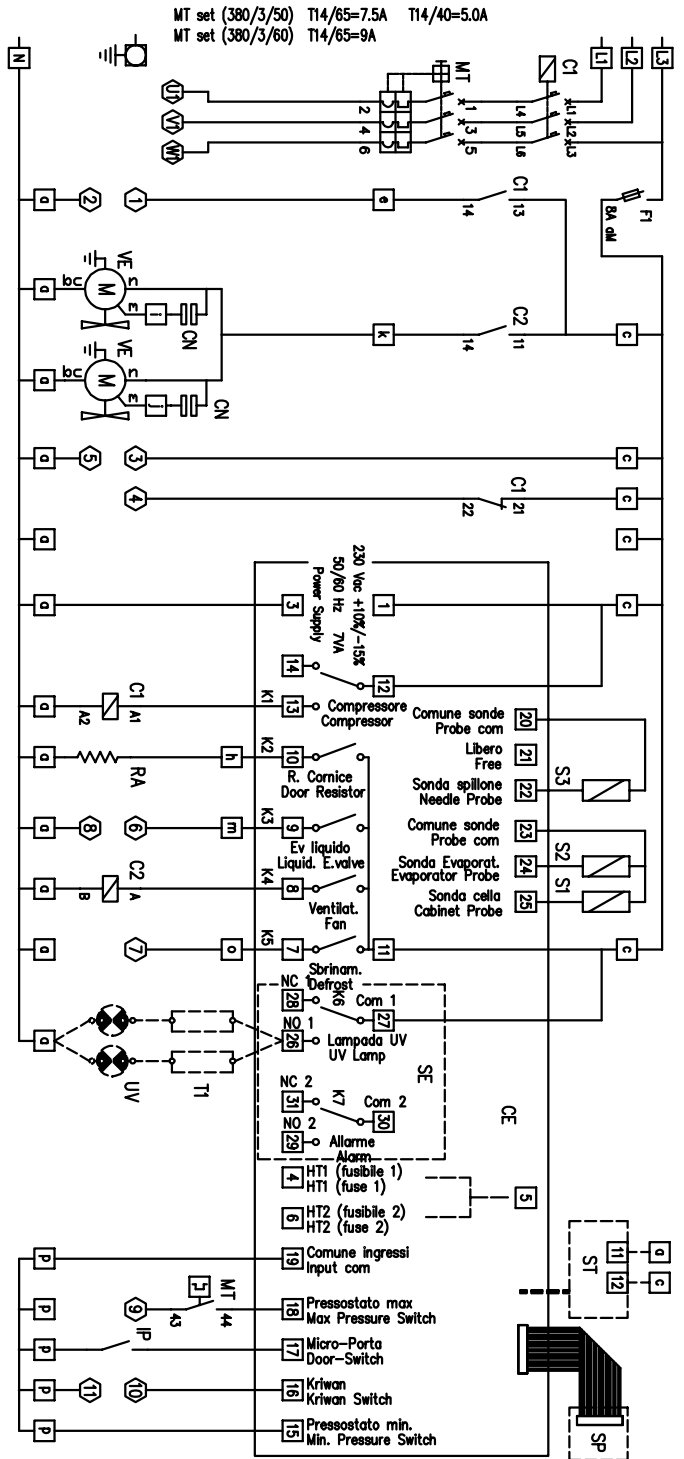 MT set (380/3/50) T14/65=7.5A T14/40=5.0A
MT set (380/3/60) T14/65=9A
N
L1
L2
L3
MT
C1
U1
V1
W1
2
4
6
1
3
5
L4
L5
L6
L1
L2
L3
a
2
1
e
C1
14
13
F1
8A aM
a
bc
VE
M
n
m
i
CN
k
C2
14
11
c
a
bc
VE
M
n
m
j
CN
a
5
3
c
4
C1
22
21
c
a
c
230 Vac +10%/-15%
50/60 Hz 7VA
Power Supply
a
3
1
c
14
12
a
C1
A2
A1
K1
13
Compressore
Compressor
Comune sonde
Probe com
20
Libero
Free
21
Sonda spillone
Needle Probe
22
S3
a
RA
h
K2
10
R. Cornice
Door Resistor
a
8
6
m
K3
9
Ev liquido
Liquid. E.valve
Comune sonde
Probe com
23
Sonda Evaporat.
Evaporator Probe
24
S2
Sonda cella
Cabinet Probe
25
S1
a
C2
B
A
K4
8
Ventilat.
Fan
a
7
o
K5
7
11
c
Sbrinam.
Defrost
NC 1
28
K6
Com 1
27
NO 1
26
Lampada UV
UV Lamp
a
UV
T1
SE
NC 2
31
K7
Com 2
30
NO 2
29
Allarme
Alarm
CE
4
HT1 (fusibile 1)
HT1 (fuse 1)
5
6
HT2 (fusibile 2)
HT2 (fuse 2)
ST
11
a
12
c
p
19
Comune ingressi
Input com
p
9
MT
43
44
18
Pressostato max
Max Pressure Switch
p
IP
17
Micro-Porta
Door-Switch
p
11
10
16
Kriwan
Kriwan Switch
p
15
Pressostato min.
Min. Pressure Switch
SP